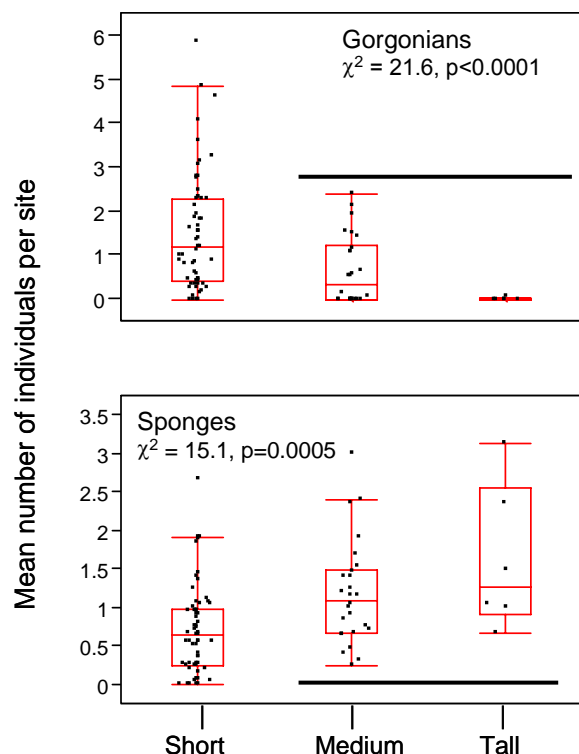 Mean number of individuals per site
6
5
4
3
2
1
0
Gorgonians
χ² = 21.6, p<0.0001
3.5
3
2.5
2
1.5
1
0.5
0
Sponges
χ² = 15.1, p=0.0005
Short Medium Tall